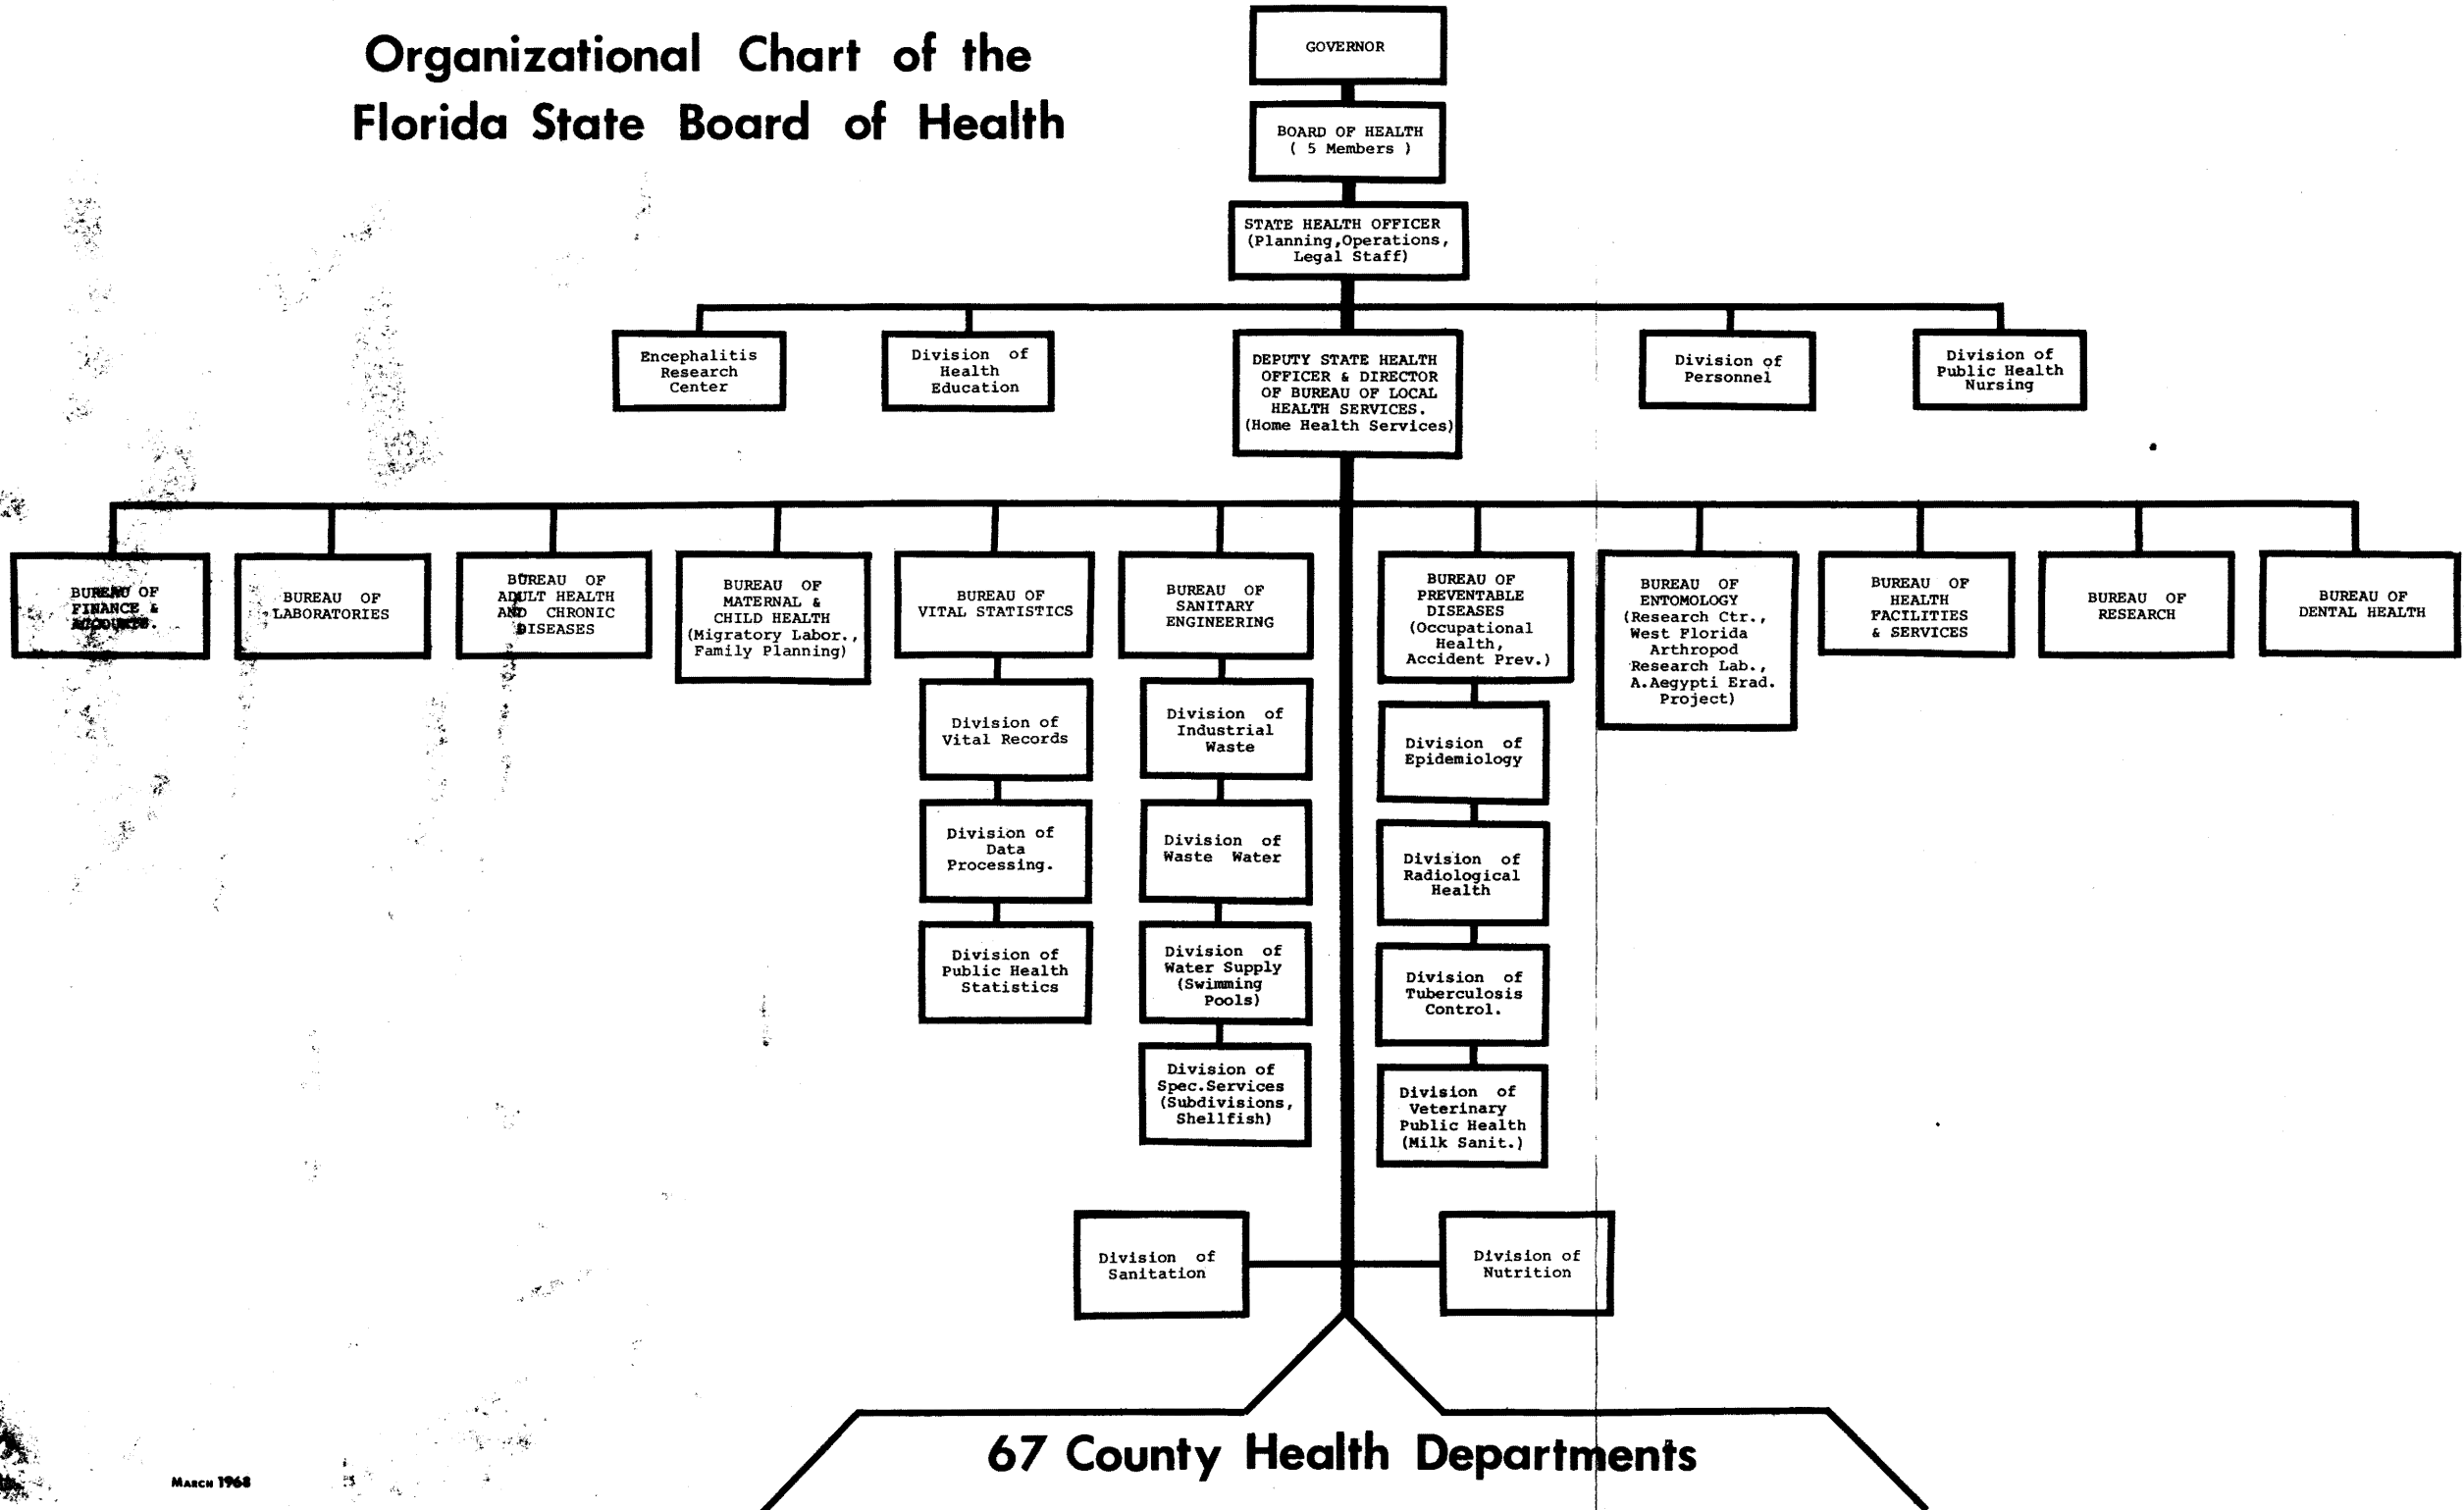 Organizational Chart of the
Florida State Board of Health
GOVERNOR
BOARD OF HEALTH
( 5 Members )
STATE HEALTH OFFICER
(Planning,Operations,
Legal Staff)
Encephalitis
Research
Center
Division of
Health
Education
DEPUTY STATE HEALTH
OFFICER & DIRECTOR
OF BUREAU OF LOCAL
HEALTH SERVICES.
(Home Health Services)
Division of
Personnel
Division of
Public Health
Nursing
BUREAU OF
FINANCE &
ACCOUNTS.
BUREAU OF
LABORATORIES
BUREAU OF
ADULT HEALTH
AND CHRONIC
DISEASES
BUREAU OF
MATERNAL &
CHILD HEALTH
(Migratory Labor.,
Family Planning)
BUREAU OF
VITAL STATISTICS
BUREAU OF
SANITARY
ENGINEERING
BUREAU OF
PREVENTABLE
DISEASES
(Occupational
Health,
Accident Prev.)
BUREAU OF
ENTOMOLOGY
(Research Ctr.,
West Florida
Arthropod
Research Lab.,
A.Aegypti Erad.
Project)
BUREAU OF
HEALTH
FACILITIES
& SERVICES
BUREAU OF
RESEARCH
BUREAU OF
DENTAL HEALTH
Division of
Vital Records
Division of
Data
Processing.
Division of
Public Health
Statistics
Division of
Industrial
Waste
Division of
Waste Water
Division of
Water Supply
(Swimming
Pools)
Division of
Spec.Services
(Subdivisions,
Shellfish)
Division of
Epidemiology
Division of
Radiological
Health
Division of
Tuberculosis
Control.
Division of
Veterinary
Public Health
(Milk Sanit.)
Division of
Sanitation
Division of
Nutrition
67 County Health Departments
MARCH 1968